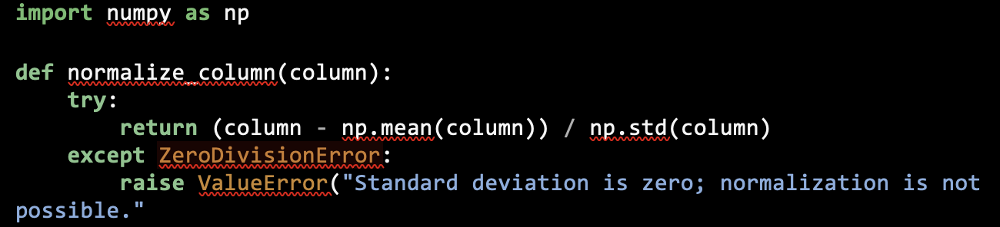 import numpy as np
def normalize_column(column):
    try:
        return (column - np.mean(column)) / np.std(column)
    except ZeroDivisionError:
        raise ValueError("Standard deviation is zero; normalization is not
possible."